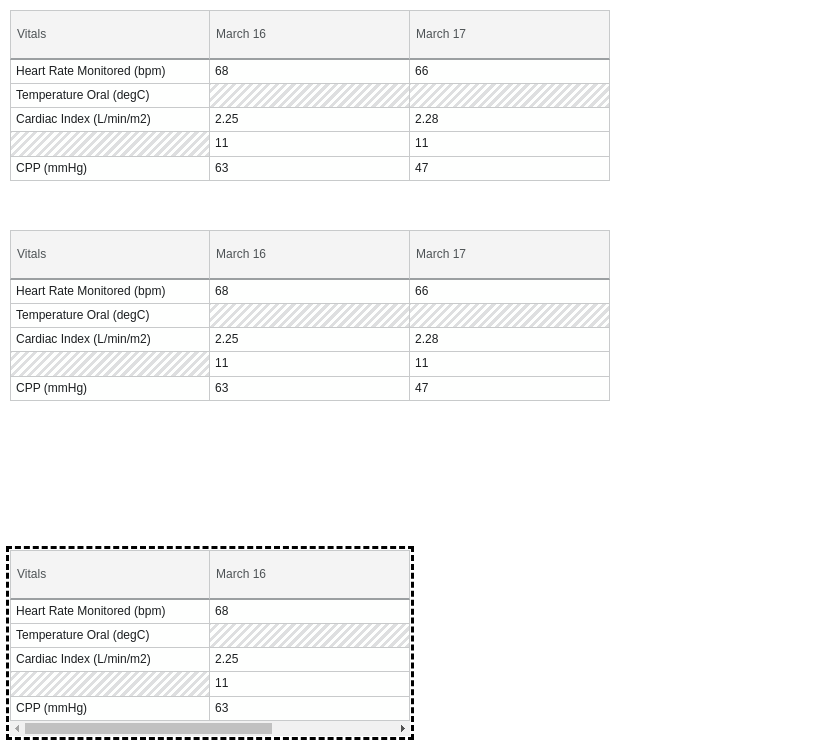 Vitals March 16 March 17
Heart Rate Monitored (bpm) 68 66
Temperature Oral (degC)
Cardiac Index (L/min/m2) 2.25 2.28
11 11
CPP (mmHg) 63 47
Vitals March 16 March 17
Heart Rate Monitored (bpm) 68 66
Temperature Oral (degC)
Cardiac Index (L/min/m2) 2.25 2.28
11 11
CPP (mmHg) 63 47
Vitals March 16
Heart Rate Monitored (bpm) 68
Temperature Oral (degC)
Cardiac Index (L/min/m2) 2.25
11
CPP (mmHg) 63